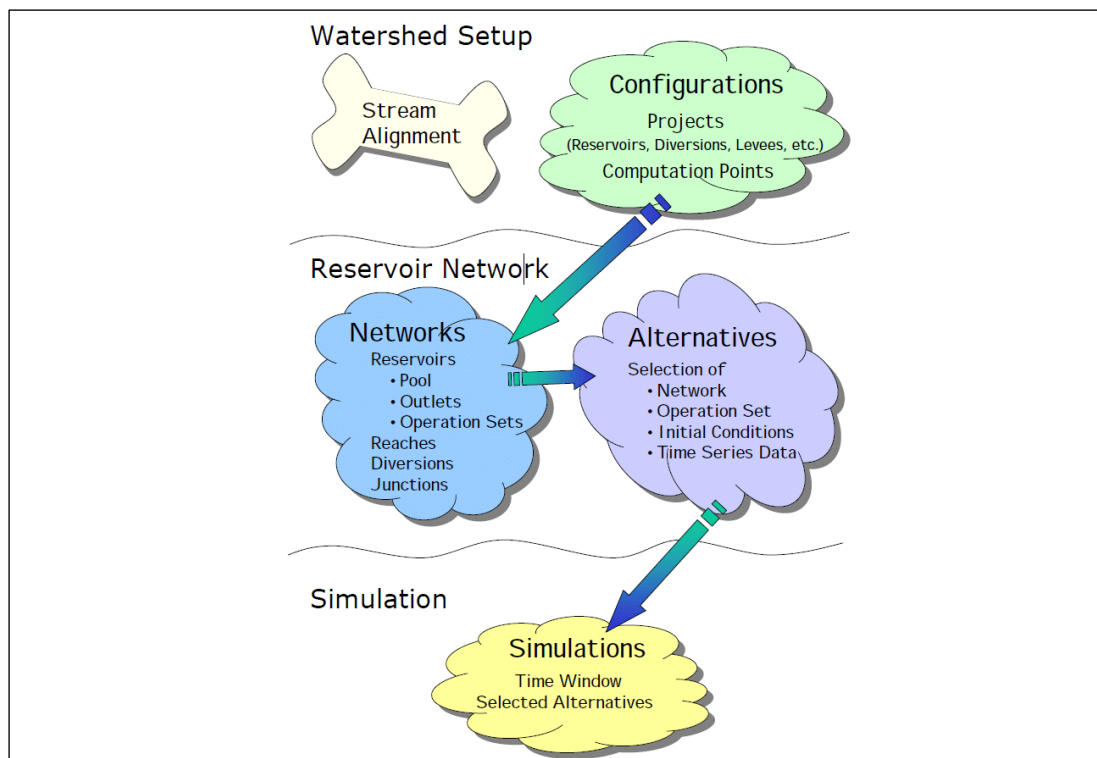 Watershed Setup
Stream
Alignment
Configurations
Projects
(Reservoirs, Diversions, Levees, etc.)
Computation Points
Reservoir Network
Networks
Reservoirs
• Pool
• Outlets
• Operation Sets
Reaches
Diversions
Junctions
Alternatives
Selection of
• Network
• Operation Set
• Initial Conditions
• Time Series Data
Simulation
Simulations
Time Window
Selected Alternatives